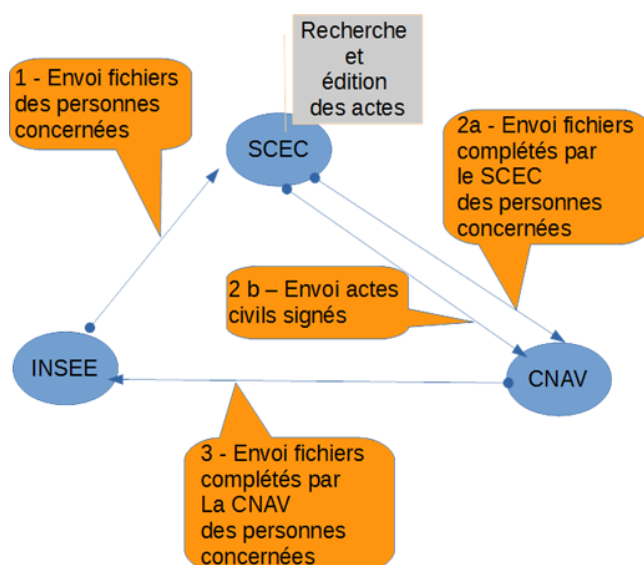 Recherche
et
édition
des actes
1 - Envoi fichiers
des personnes
concernées
SCEC
2a - Envoi fichiers
complétés par
le SCEC
des personnes
concernées
2 b – Envoi actes
civils signés
INSEE
CNAV
3 - Envoi fichiers
complétés par
La CNAV
des personnes
concernées